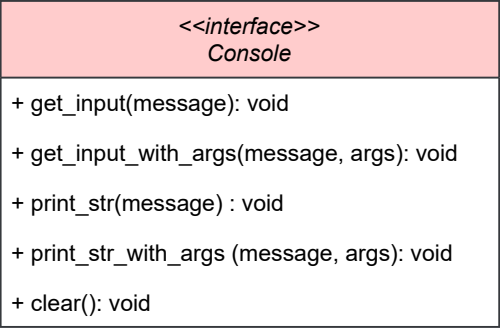 <<interface>>
Console
+ get_input(message): void
+ get_input_with_args(message, args): void
+ print_str(message) : void
+ print_str_with_args (message, args): void
+ clear(): void